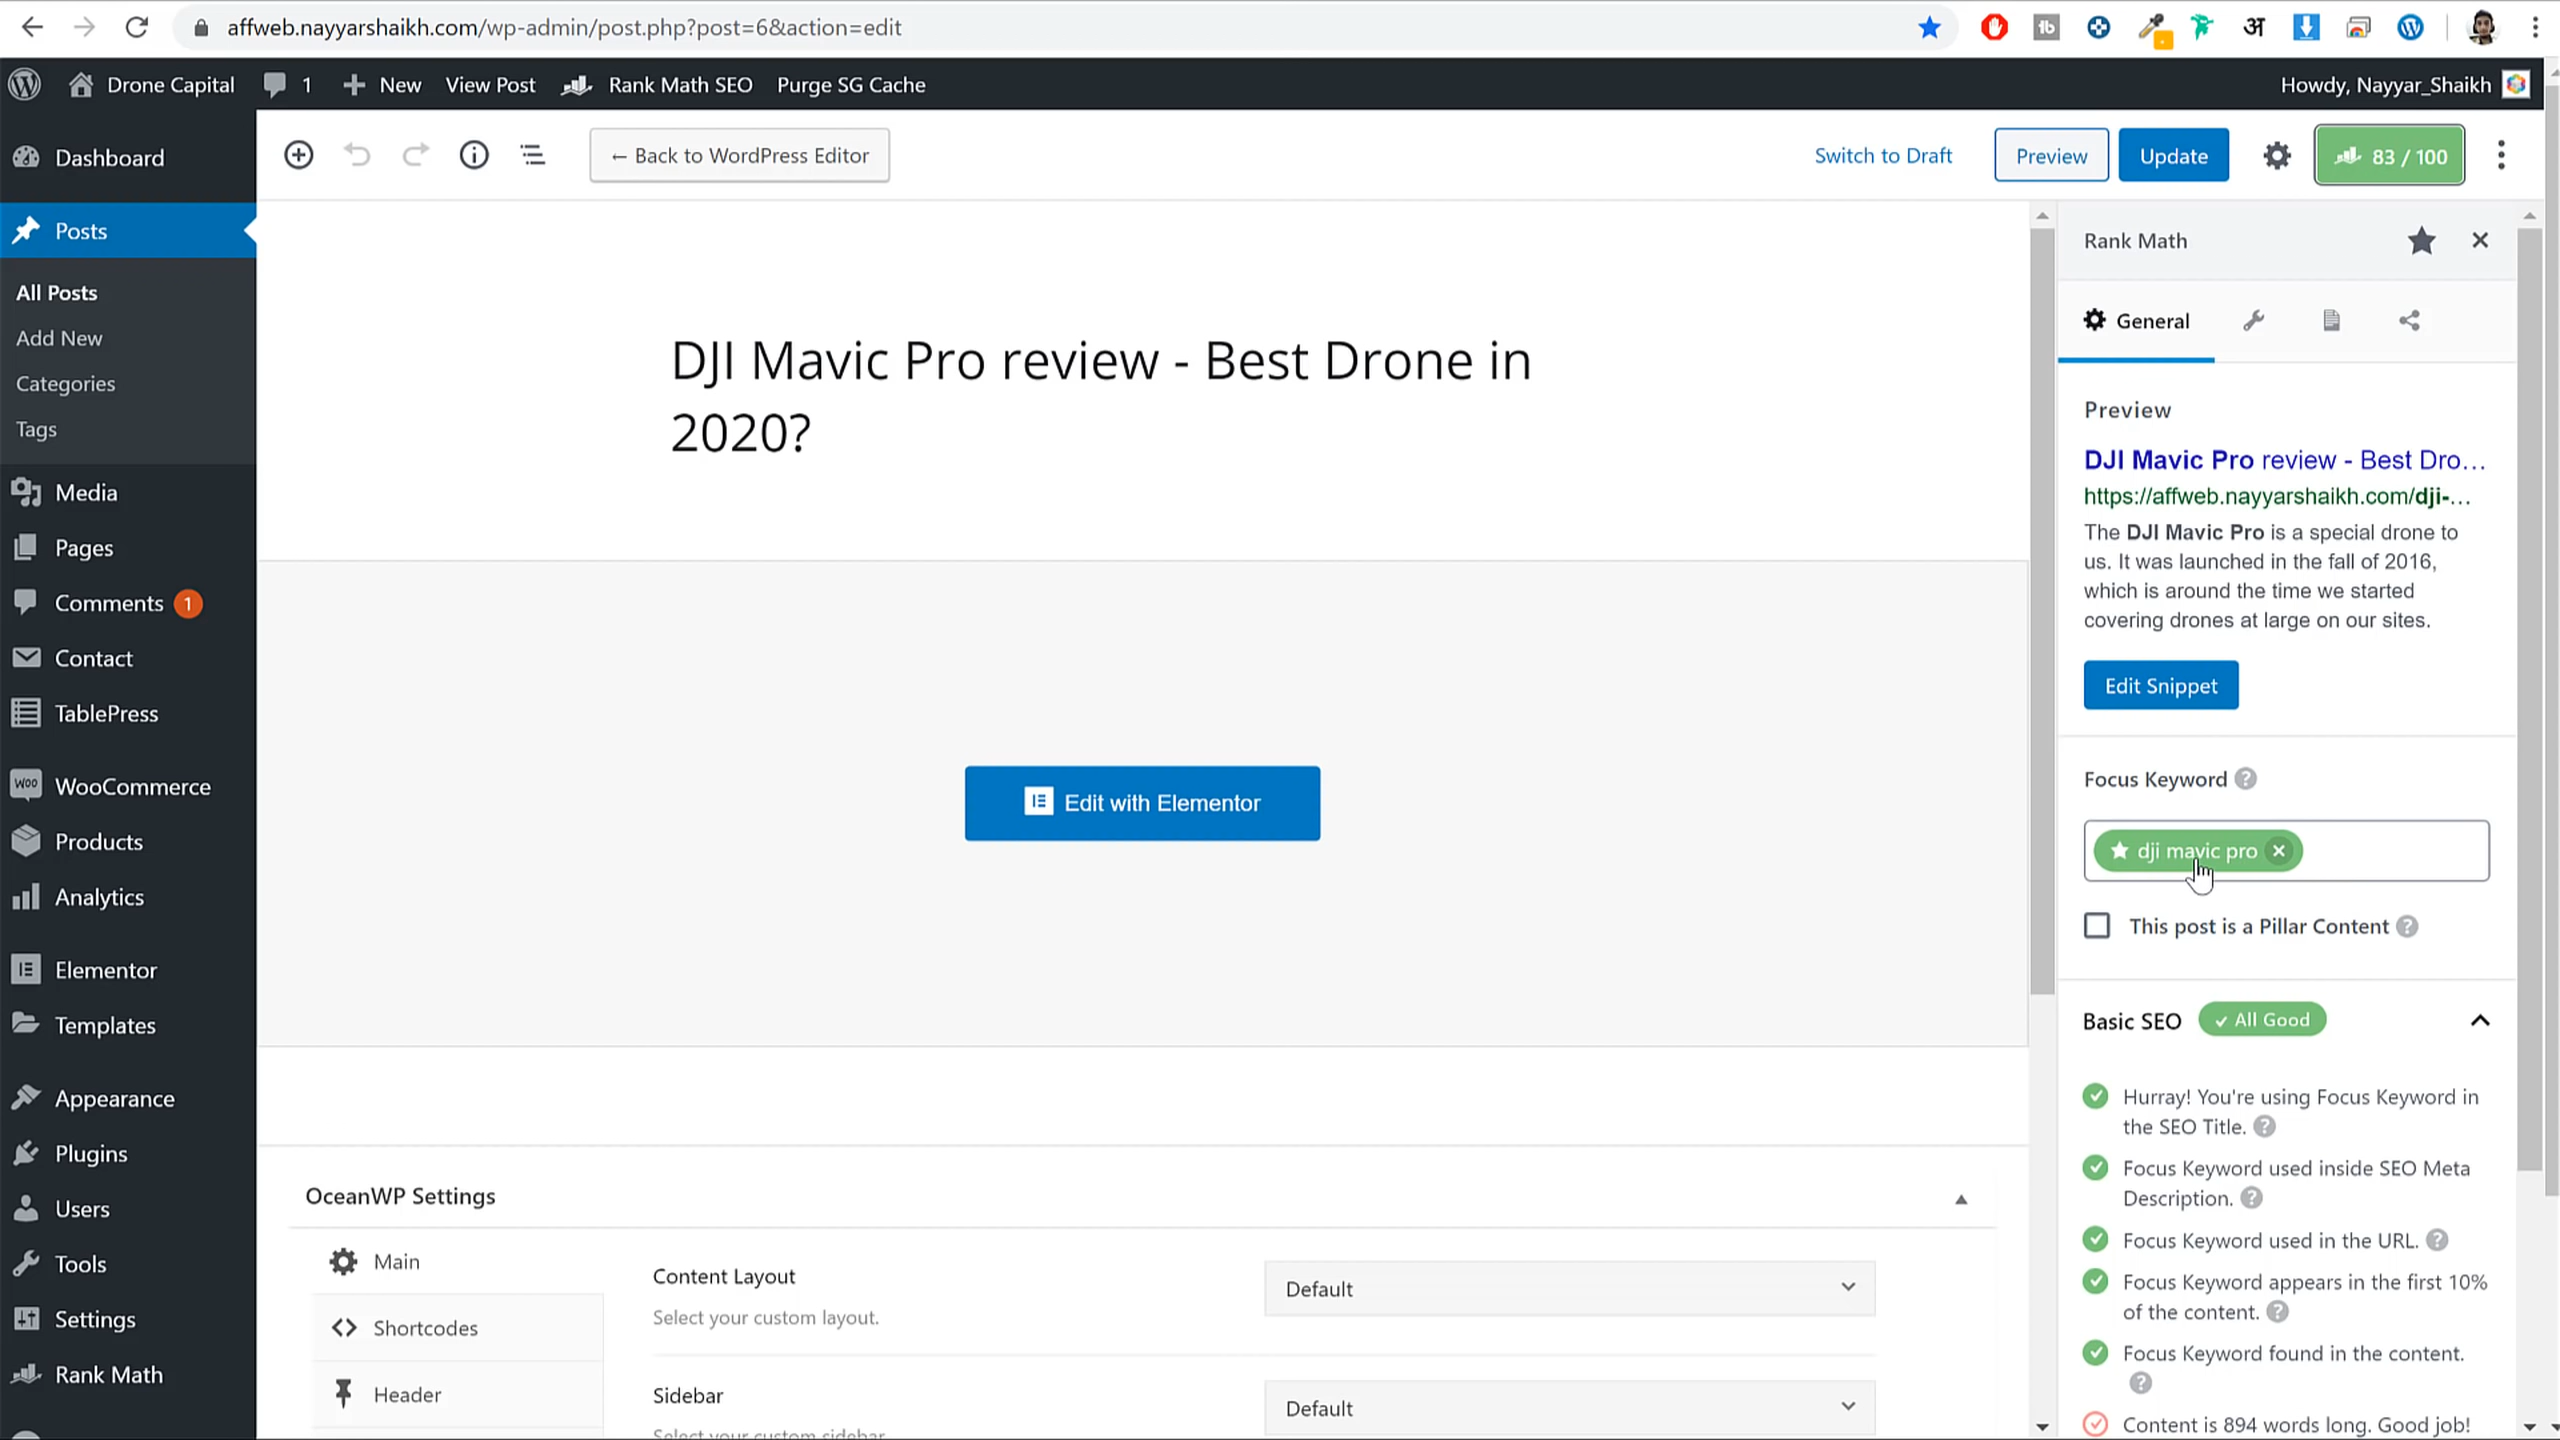 affweb.nayyarshaikh.com/wp-admin/post.php?post=6&action=edit
tb
अ
Drone Capital
1
New
View Post
Rank Math SEO
Purge SG Cache
Howdy, Nayyar_Shaikh
Dashboard
Posts
All Posts
Add New
Categories
Tags
Media
Pages
Comments 1
Contact
TablePress
Woo WooCommerce
Products
Analytics
Elementor
Templates
Appearance
Plugins
Users
Tools
Settings
Rank Math
← Back to WordPress Editor
Switch to Draft
Preview
Update
83 / 100
DJI Mavic Pro review - Best Drone in
2020?
Edit with Elementor
OceanWP Settings
Main
Shortcodes
Header
Content Layout
Select your custom layout.
Default
Sidebar
Select your custom sidebar.
Default
Rank Math
General
Preview
DJI Mavic Pro review - Best Dro...
https://affweb.nayyarshaikh.com/dji-...
The DJI Mavic Pro is a special drone to
us. It was launched in the fall of 2016,
which is around the time we started
covering drones at large on our sites.
Edit Snippet
Focus Keyword ?
dji mavic pro
This post is a Pillar Content ?
Basic SEO
All Good
Hurray! You're using Focus Keyword in
the SEO Title. ?
Focus Keyword used inside SEO Meta
Description. ?
Focus Keyword used in the URL. ?
Focus Keyword appears in the first 10%
of the content. ?
Focus Keyword found in the content.
?
Content is 894 words long. Good job!